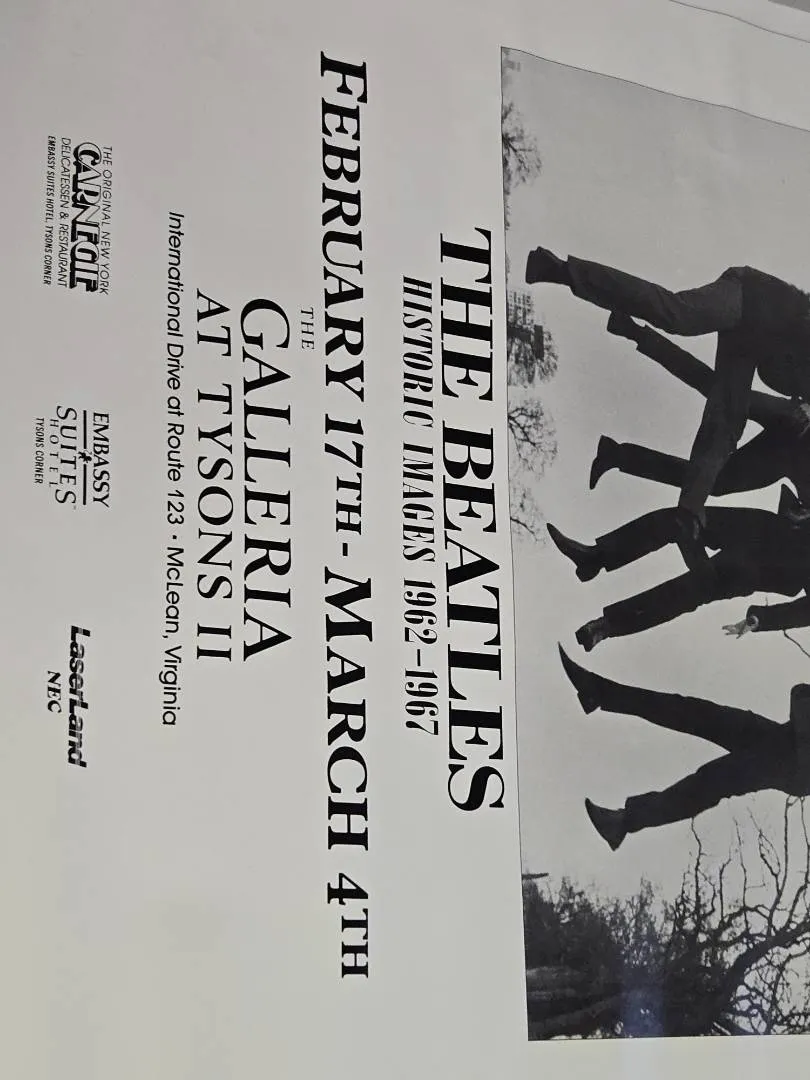 THE BEATLES
HISTORIC IMAGES 1962-1967
FEBRUARY 17TH - MARCH 4TH
THE
GALLERIA
AT TYSONS II
International Drive at Route 123 • McLean, Virginia
THE ORIGINAL NEW YORK
CARNEGIE
DELICATESSEN & RESTAURANT
EMBASSY SUITES HOTEL, TYSONS CORNER
EMBASSY
SUITES™
HOTEL
TYSONS CORNER
LaserLand
NEC